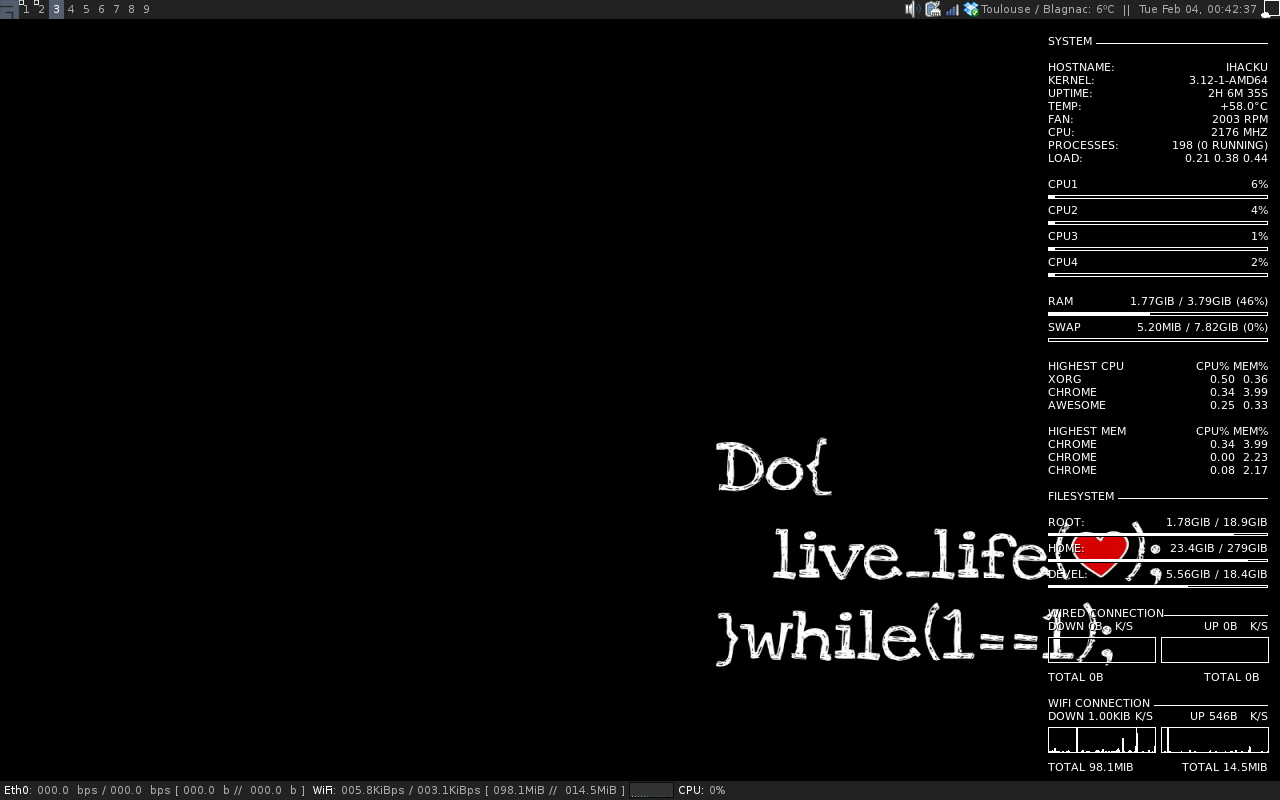 1 2 3 4 5 6 7 8 9
Toulouse / Blagnac: 6ºC || Tue Feb 04, 00:42:37
SYSTEM
HOSTNAME: IHACKU
KERNEL: 3.12-1-AMD64
UPTIME: 2H 6M 35S
TEMP: +58.0°C
FAN: 2003 RPM
CPU: 2176 MHZ
PROCESSES: 198 (0 RUNNING)
LOAD: 0.21 0.38 0.44
CPU1 6%
CPU2 4%
CPU3 1%
CPU4 2%
RAM 1.77GIB / 3.79GIB (46%)
SWAP 5.20MIB / 7.82GIB (0%)
HIGHEST CPU CPU% MEM%
XORG 0.50 0.36
CHROME 0.34 3.99
AWESOME 0.25 0.33
HIGHEST MEM CPU% MEM%
CHROME 0.34 3.99
CHROME 0.00 2.23
CHROME 0.08 2.17
FILESYSTEM
ROOT: 1.78GIB / 18.9GIB
HOME: 23.4GIB / 279GIB
DEVEL: 5.56GIB / 18.4GIB
WIRED CONNECTION
DOWN 0B K/S UP 0B K/S
TOTAL 0B TOTAL 0B
WIFI CONNECTION
DOWN 1.00KIB K/S UP 546B K/S
TOTAL 98.1MIB TOTAL 14.5MIB
Do{
live_life(❤);
}while(1==1);
Eth0: 000.0 bps / 000.0 bps [ 000.0 b // 000.0 b ] WiFi: 005.8KiBps / 003.1KiBps [ 098.1MiB // 014.5MiB ] CPU: 0%